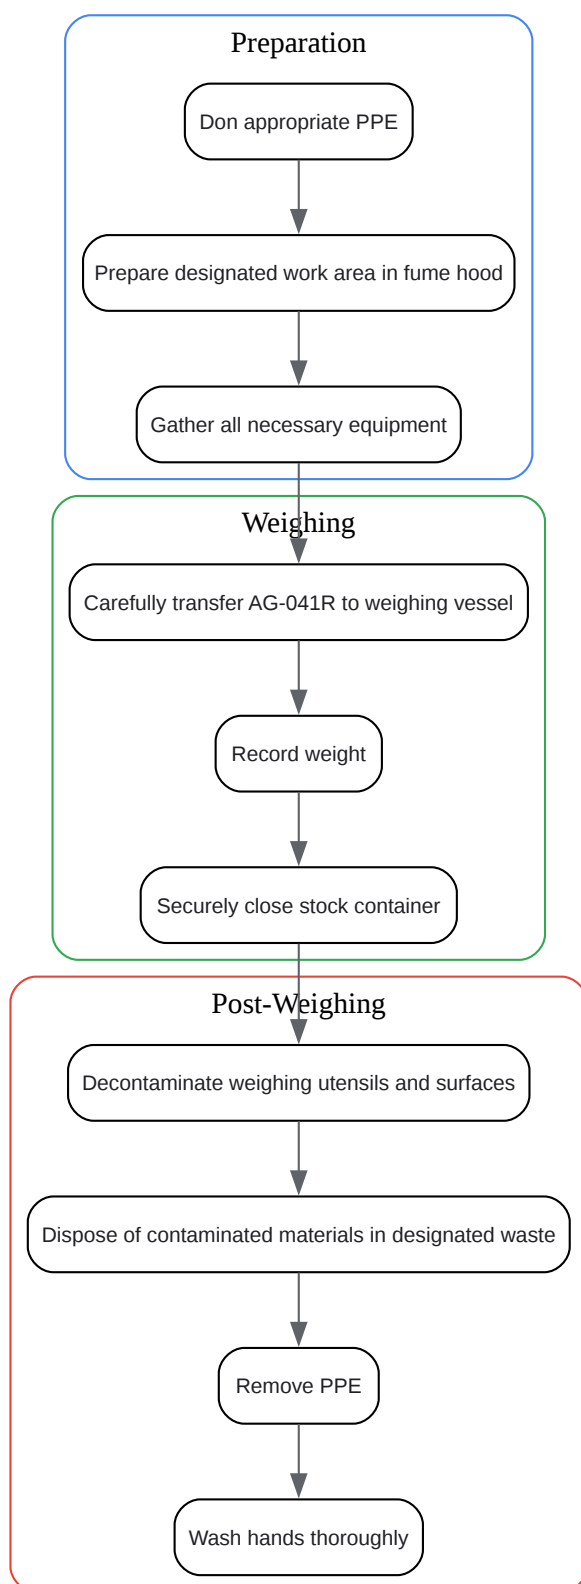 Preparation
Don appropriate PPE
Prepare designated work area in fume hood
Gather all necessary equipment
Weighing
Carefully transfer AG-041R to weighing vessel
Record weight
Securely close stock container
Post-Weighing
Decontaminate weighing utensils and surfaces
Dispose of contaminated materials in designated waste
Remove PPE
Wash hands thoroughly